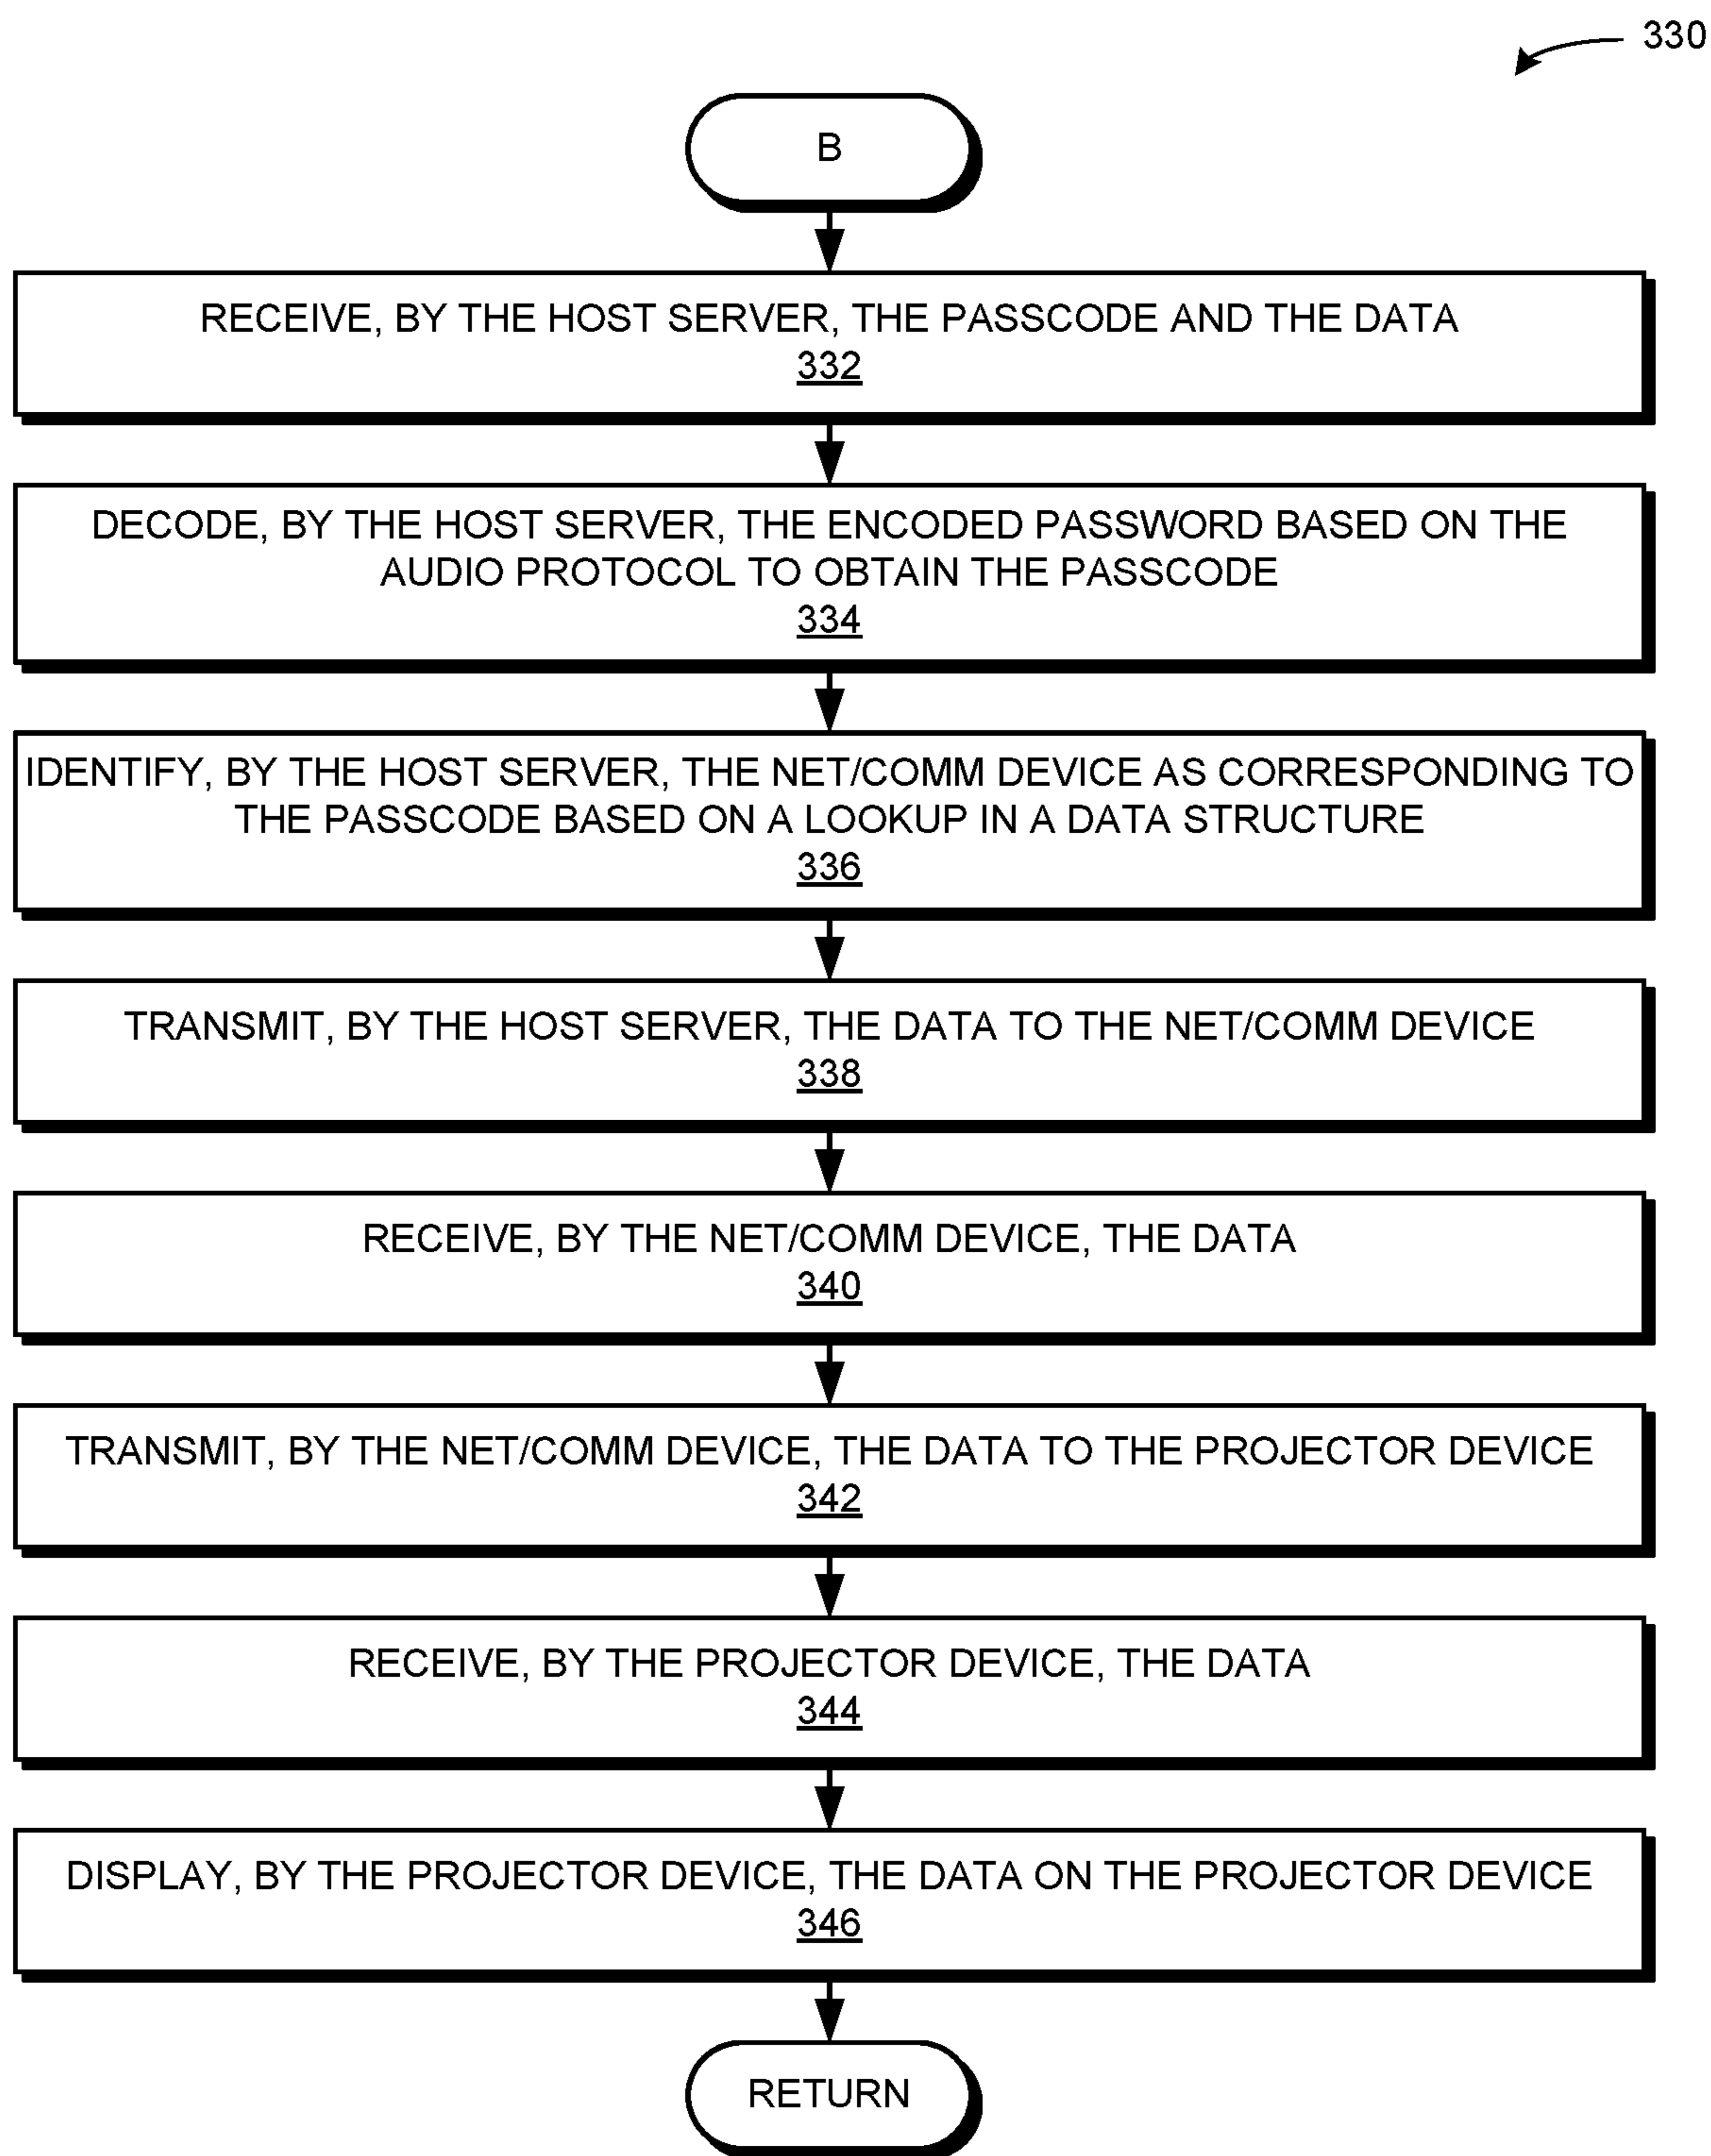 330
B
RECEIVE, BY THE HOST SERVER, THE PASSCODE AND THE DATA
332
DECODE, BY THE HOST SERVER, THE ENCODED PASSWORD BASED ON THE
AUDIO PROTOCOL TO OBTAIN THE PASSCODE
334
IDENTIFY, BY THE HOST SERVER, THE NET/COMM DEVICE AS CORRESPONDING TO
THE PASSCODE BASED ON A LOOKUP IN A DATA STRUCTURE
336
TRANSMIT, BY THE HOST SERVER, THE DATA TO THE NET/COMM DEVICE
338
RECEIVE, BY THE NET/COMM DEVICE, THE DATA
340
TRANSMIT, BY THE NET/COMM DEVICE, THE DATA TO THE PROJECTOR DEVICE
342
RECEIVE, BY THE PROJECTOR DEVICE, THE DATA
344
DISPLAY, BY THE PROJECTOR DEVICE, THE DATA ON THE PROJECTOR DEVICE
346
RETURN